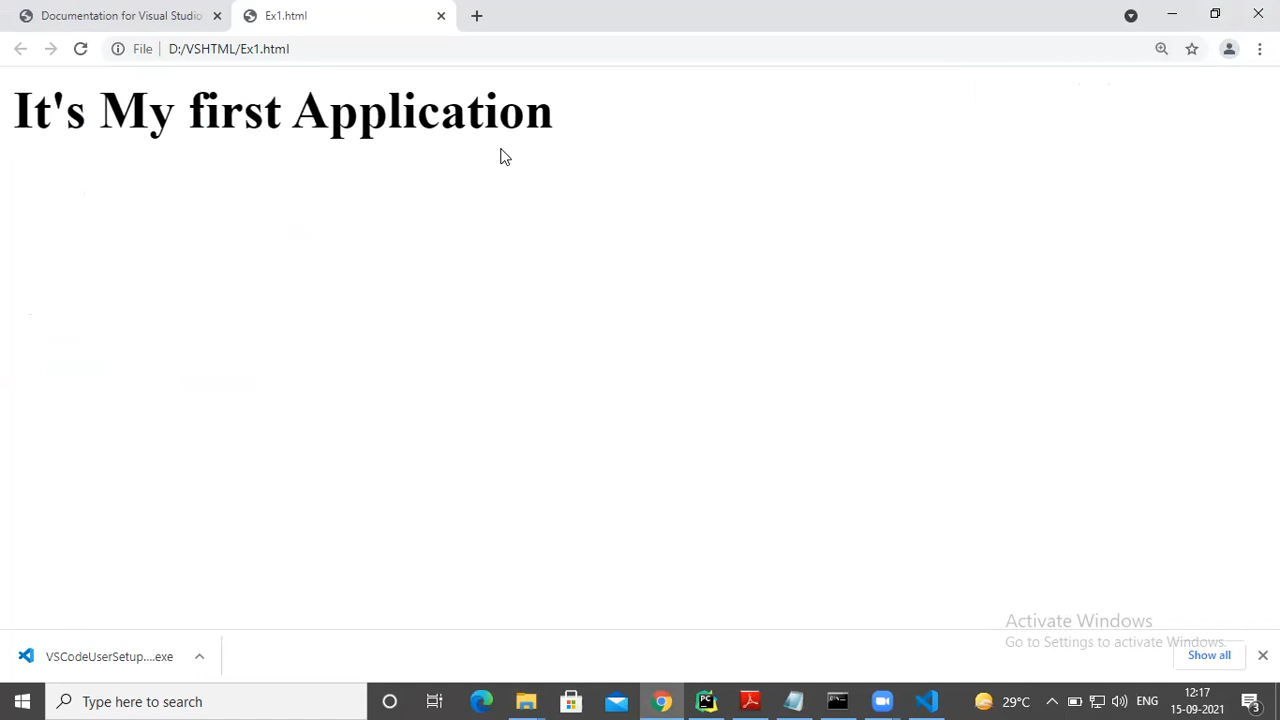 Documentation for Visual Studio
Ex1.html
File
D:/VSHTML/Ex1.html
It's My first Application
Activate Windows
Go to Settings to activate Windows.
VSCodeUserSetup....exe
Show all
Type here to search
29°C
ENG
12:17
15-09-2021
3